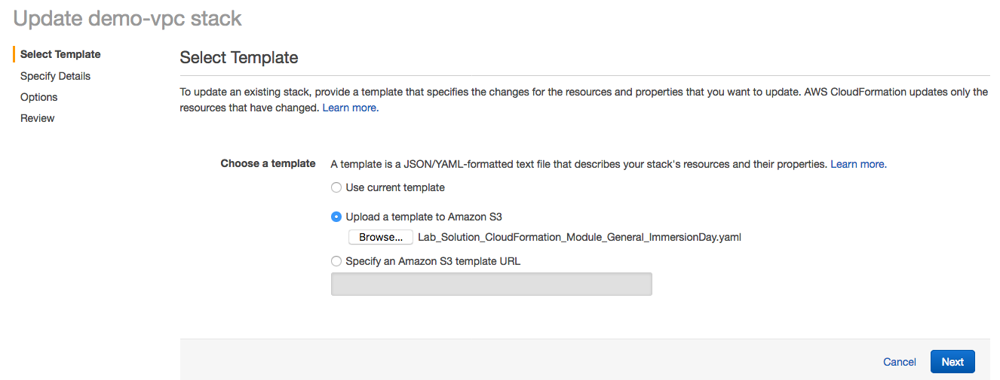 Update demo-vpc stack
Select Template
Specify Details
Options
Review
Select Template
To update an existing stack, provide a template that specifies the changes for the resources and properties that you want to update. AWS CloudFormation updates only the
resources that have changed. Learn more.
Choose a template A template is a JSON/YAML-formatted text file that describes your stack's resources and their properties. Learn more.
Use current template
Upload a template to Amazon S3
Browse... Lab_Solution_CloudFormation_Module_General_ImmersionDay.yaml
Specify an Amazon S3 template URL
Cancel Next